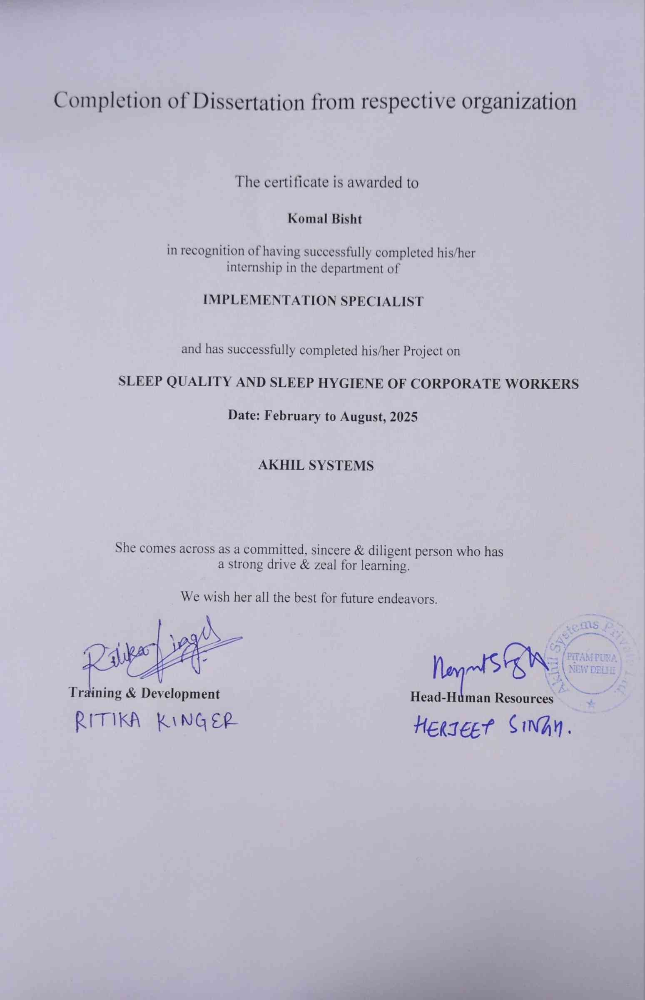 Completion of Dissertation from respective organization
The certificate is awarded to
Komal Bisht
in recognition of having successfully completed his/her
internship in the department of
IMPLEMENTATION SPECIALIST
and has successfully completed his/her Project on
SLEEP QUALITY AND SLEEP HYGIENE OF CORPORATE WORKERS
Date: February to August, 2025
AKHIL SYSTEMS
She comes across as a committed, sincere & diligent person who has
a strong drive & zeal for learning.
We wish her all the best for future endeavors.
Ritika
Akhil Systems Private Ltd.
PITAMPURA
NEW DELHI
Training & Development
Head-Human Resources
RITIKA KINGER
HERJEET SINGH.